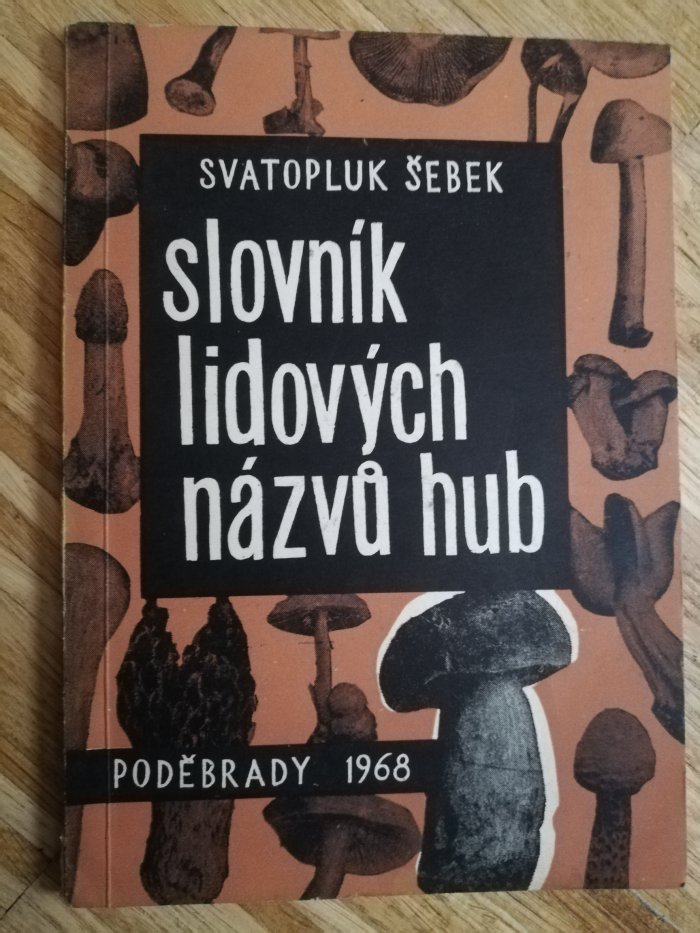 SVATOPLUK ŠEBEK
slovník
lidových
názvů hub
PODĚBRADY 1968